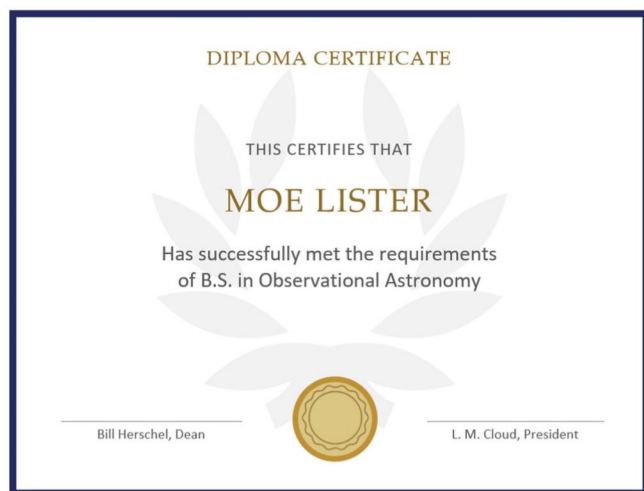 DIPLOMA CERTIFICATE
THIS CERTIFIES THAT
MOE LISTER
Has successfully met the requirements
of B.S. in Observational Astronomy
Bill Herschel, Dean
L. M. Cloud, President